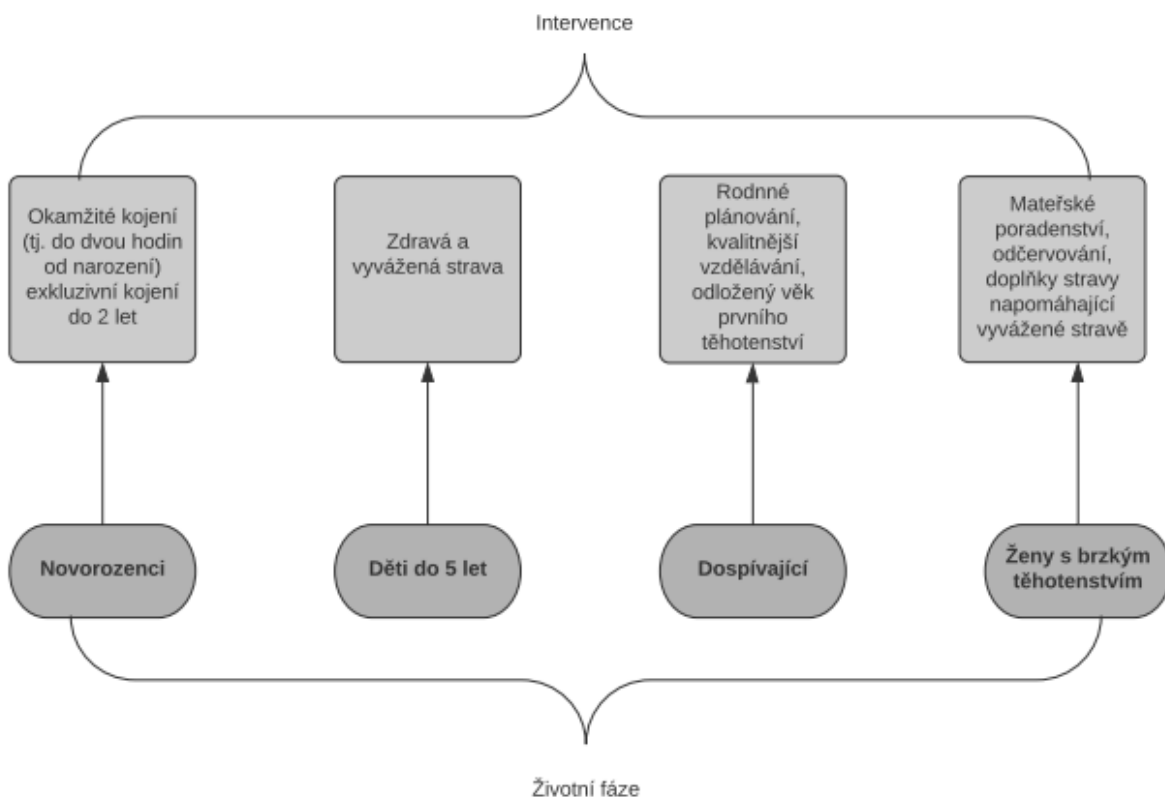 Intervence
Okamžité kojení
(tj. do dvou hodin
od narození)
exkluzivní kojení
do 2 let
Zdravá a
vyvážená strava
Rodnné
plánování,
kvalitnější
vzdělávání,
odložený věk
prvního
těhotenství
Mateřské
poradenství,
odčervování,
doplňky stravy
napomáhající
vyvážené stravě
Novorozenci
Děti do 5 let
Dospívající
Ženy s brzkým
těhotenstvím
Životní fáze